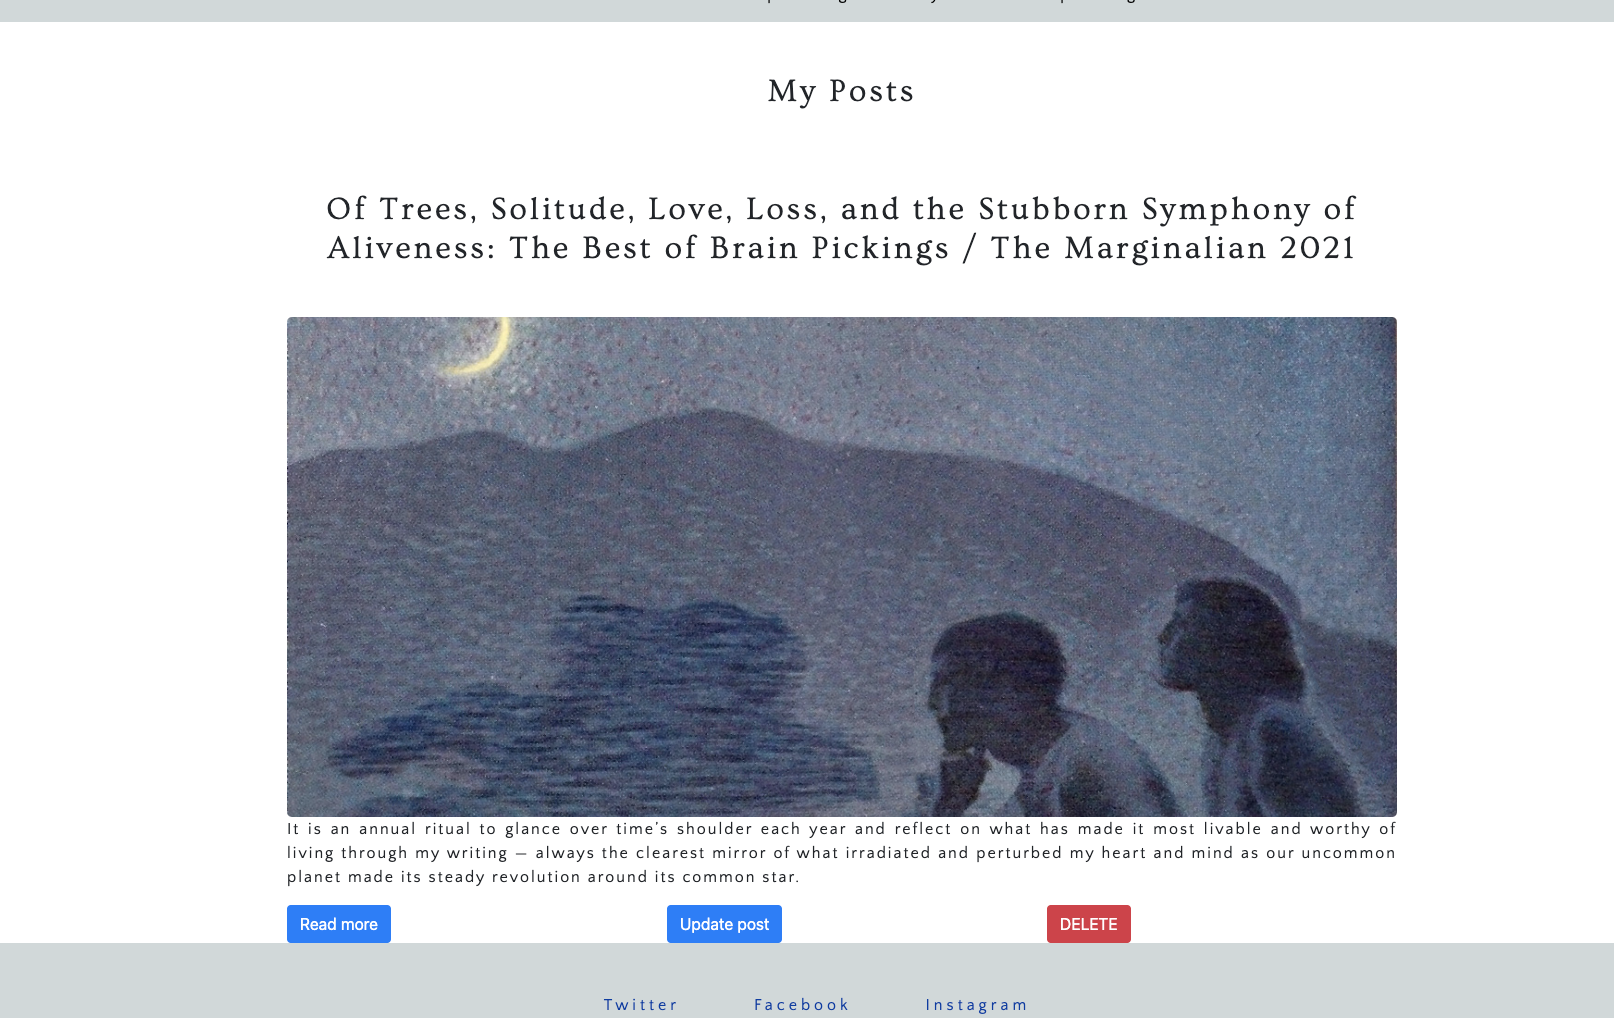 My Posts
Of Trees, Solitude, Love, Loss, and the Stubborn Symphony of
Aliveness: The Best of Brain Pickings / The Marginalian 2021
It is an annual ritual to glance over time’s shoulder each year and reflect on what has made it most livable and worthy of
living through my writing — always the clearest mirror of what irradiated and perturbed my heart and mind as our uncommon
planet made its steady revolution around its common star.
Read more
Update post
DELETE
Twitter
Facebook
Instagram